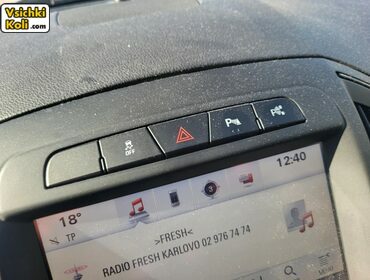 Vsichki
Koli.com
OFF
P
12:40
18°
TP
>FRESH<
RADIO FRESH KARLOVO 02 976 74 74